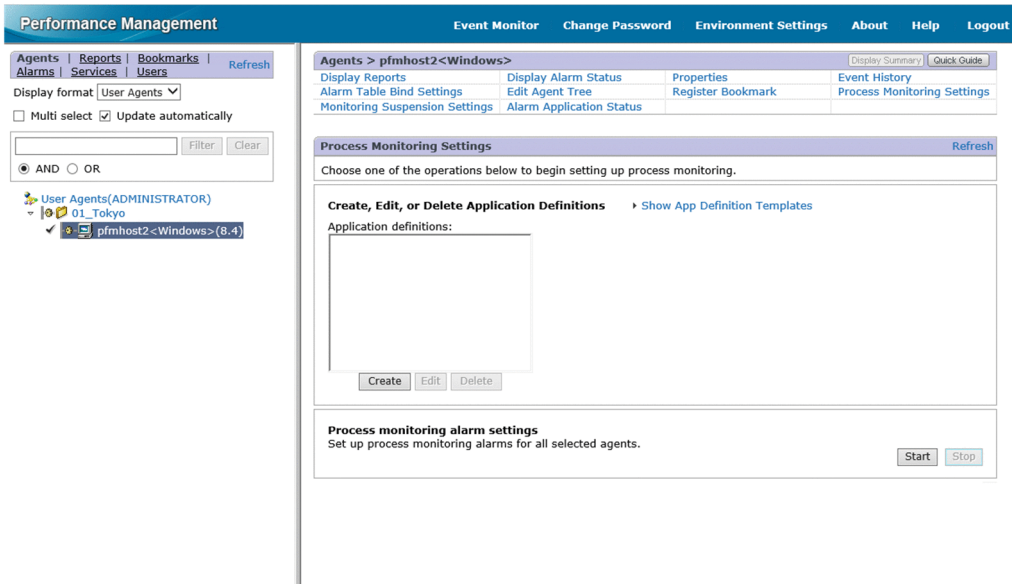 Performance Management
Event Monitor Change Password Environment Settings About Help Logout
Agents | Reports | Bookmarks |
Alarms | Services | Users
Refresh
Display format User Agents
Multi select Update automatically
Filter Clear
AND OR
User Agents(ADMINISTRATOR)
01_Tokyo
pfmhost2<Windows>(8.4)
Agents > pfmhost2<Windows>
Display Summary Quick Guide
Display Reports Display Alarm Status Properties Event History
Alarm Table Bind Settings Edit Agent Tree Register Bookmark Process Monitoring Settings
Monitoring Suspension Settings Alarm Application Status
Process Monitoring Settings Refresh
Choose one of the operations below to begin setting up process monitoring.
Create, Edit, or Delete Application Definitions Show App Definition Templates
Application definitions:
Create Edit Delete
Process monitoring alarm settings
Set up process monitoring alarms for all selected agents.
Start Stop